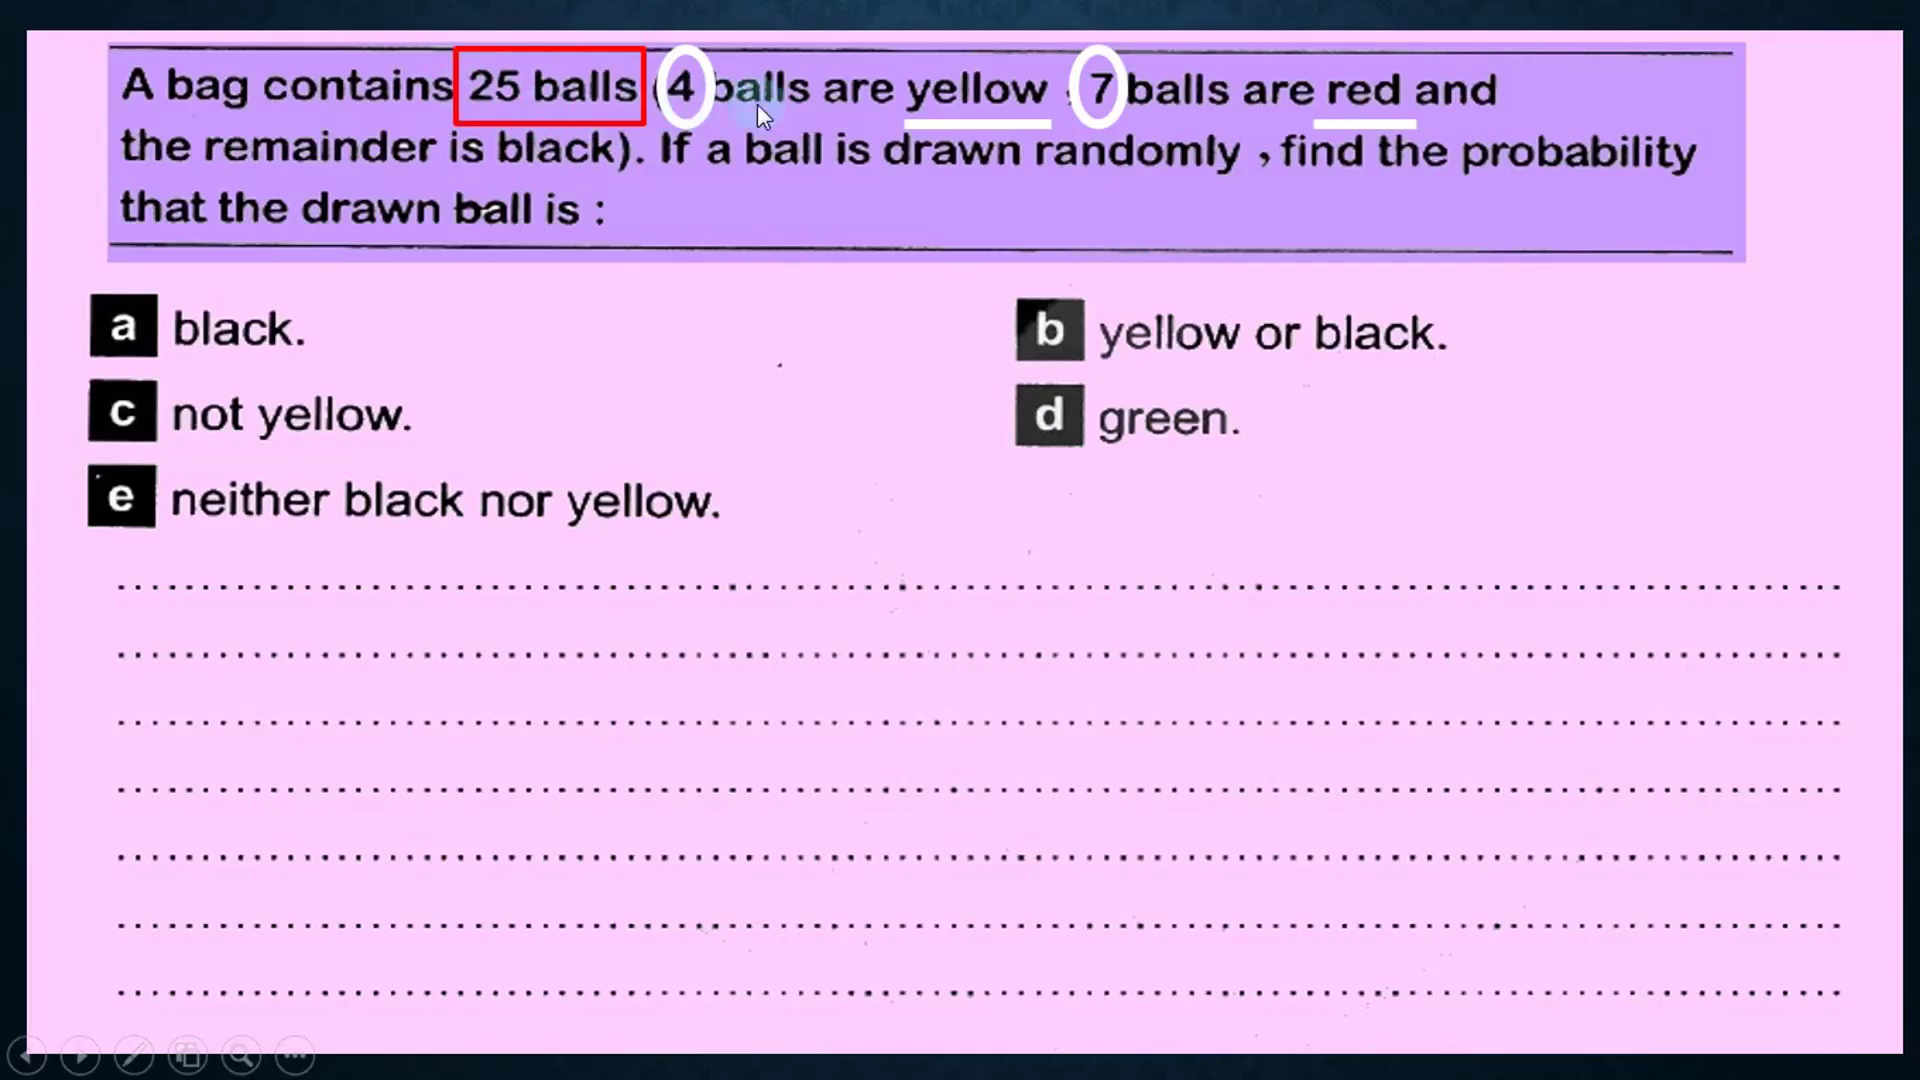 A bag contains 25 balls (4 balls are yellow , 7 balls are red and
the remainder is black). If a ball is drawn randomly , find the probability
that the drawn ball is :
a black.
b yellow or black.
c not yellow.
d green.
e neither black nor yellow.